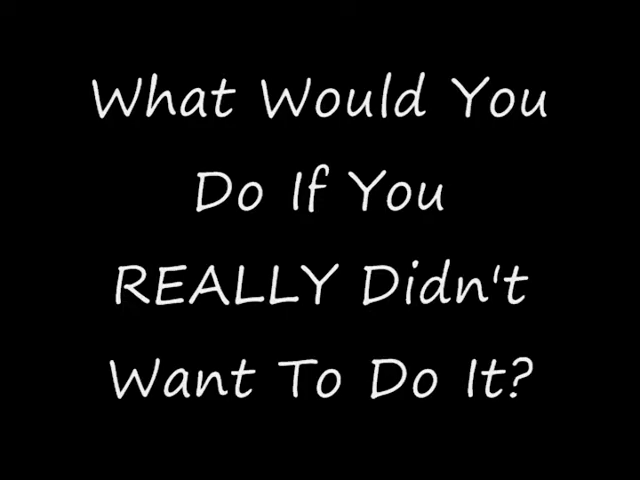 What Would You
Do If You
REALLY Didn't
Want To Do It?